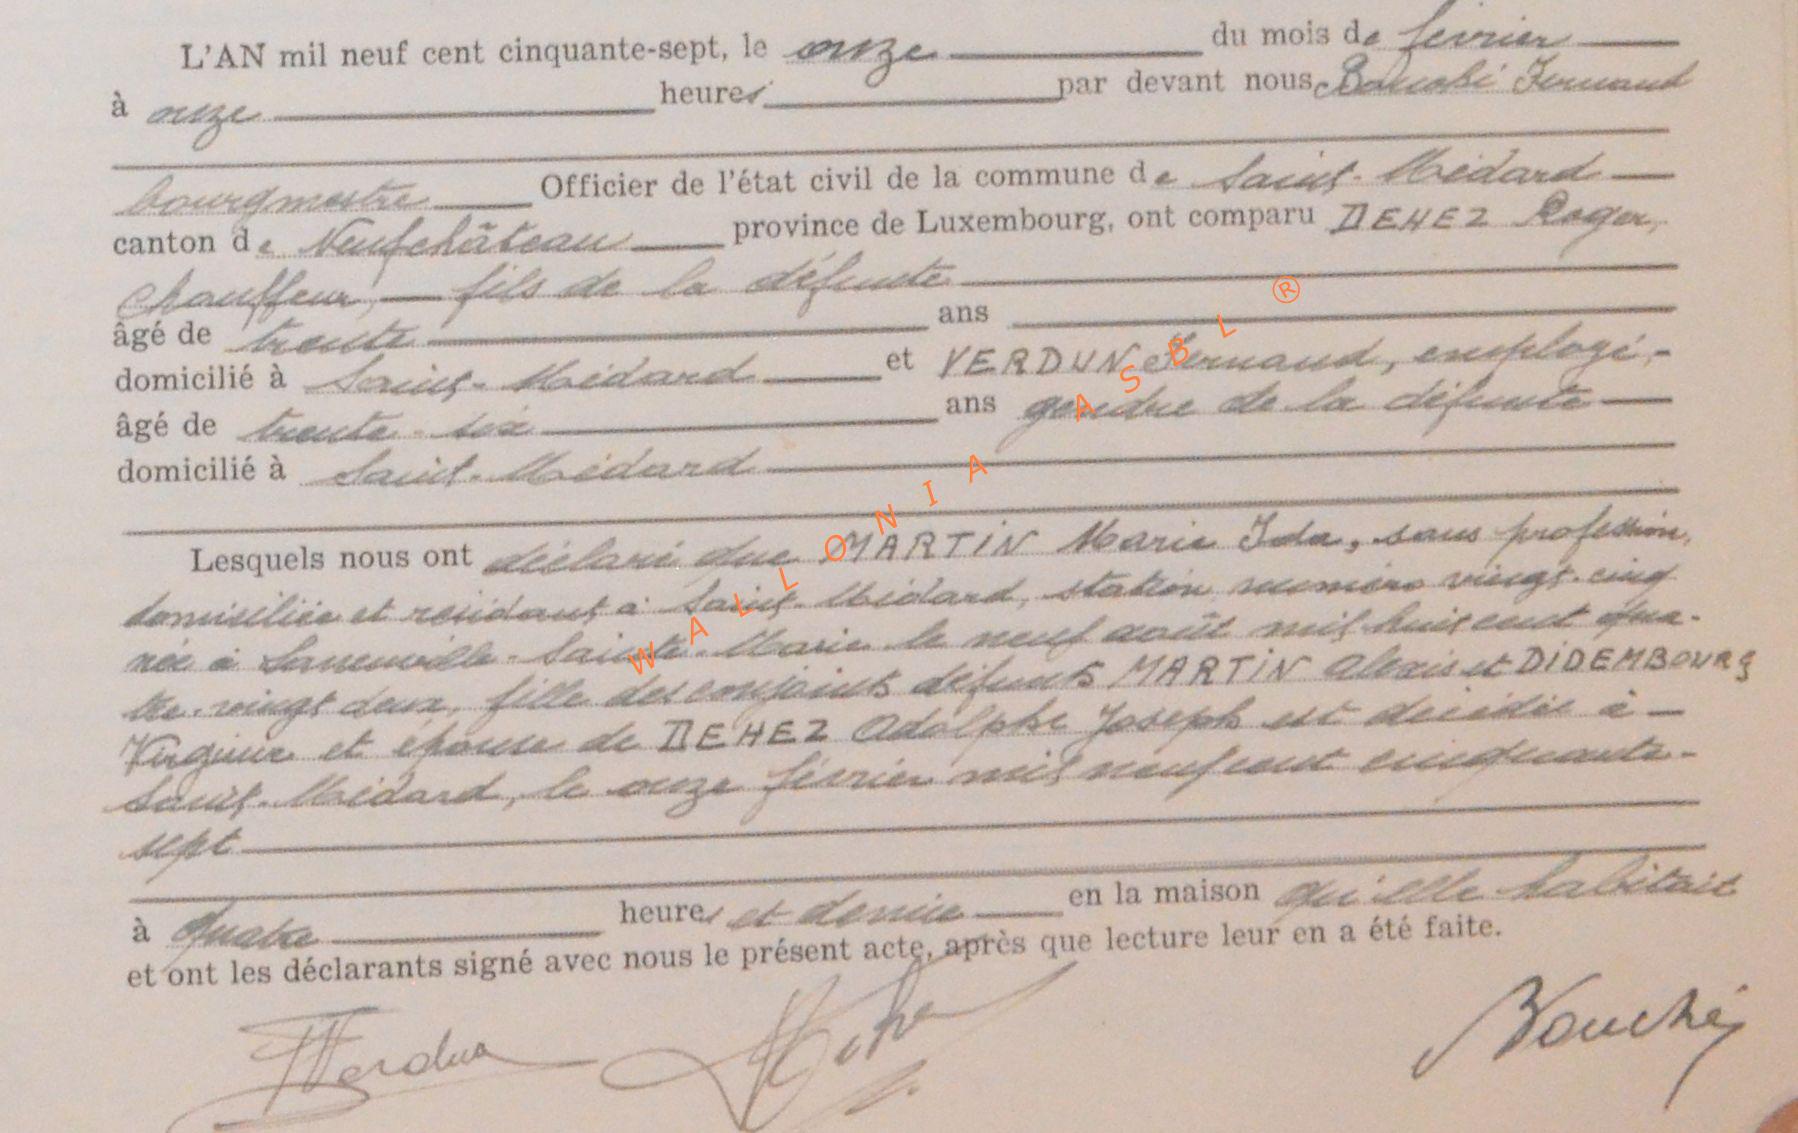 L'AN mil neuf cent cinquante-sept, le onze du mois de février
à onze heures par devant nous Bouché Fernand
bourgmestre Officier de l'état civil de la commune de Saint-Médard
canton de Neufchâteau province de Luxembourg, ont comparu DEHEZ Roger,
chauffeur, fils de la défunte
âgé de trente ans
domicilié à Saint-Médard et VERDUN Fernand, employé,-
âgé de trente-six ans gendre de la défunte
domicilié à Saint-Médard
Lesquels nous ont déclaré que MARTIN Marie Ida, sans profession,
domiciliée et résidant à Saint-Médard, station numéro vingt-cinq
née à Laneuville-Sainte-Marie le neuf août mil huit cent qua-
tre-vingt deux, fille des conjoints défunts MARTIN Alexis et DIDEMBOURG
Virginie et épouse de DEHEZ Adolphe Joseph est décédée à
Saint-Médard, le onze février mil neuf cent cinquante-
sept
à quatre heures et demie en la maison qu'elle habitait
et ont les déclarants signé avec nous le présent acte, après que lecture leur en a été faite.
FVerdun Bouché
WALLONIA ASBL ®